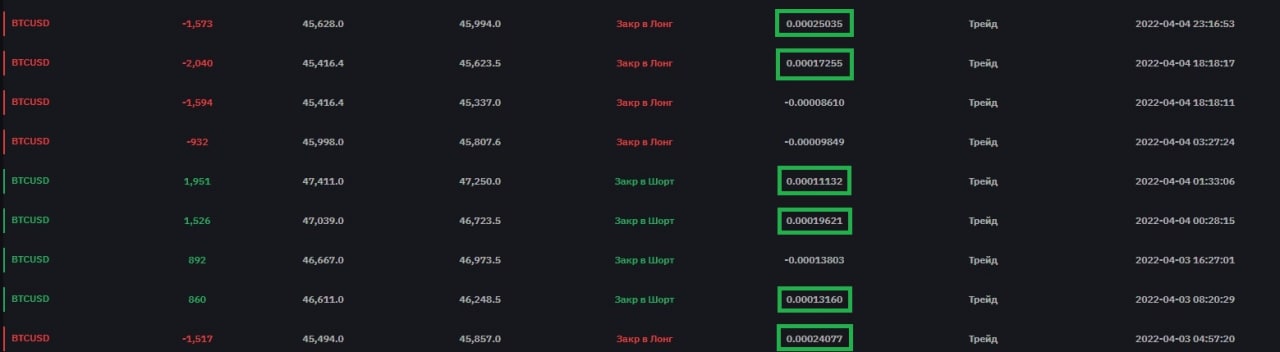 BTCUSD -1,573 45,628.0 45,994.0 Закр в Лонг 0.00025035 Трейд 2022-04-04 23:16:53
BTCUSD -2,040 45,416.4 45,623.5 Закр в Лонг 0.00017255 Трейд 2022-04-04 18:18:17
BTCUSD -1,594 45,416.4 45,337.0 Закр в Лонг -0.00008610 Трейд 2022-04-04 18:18:11
BTCUSD -932 45,998.0 45,807.6 Закр в Лонг -0.00009849 Трейд 2022-04-04 03:27:24
BTCUSD 1,951 47,411.0 47,250.0 Закр в Шорт 0.00011132 Трейд 2022-04-04 01:33:06
BTCUSD 1,526 47,039.0 46,723.5 Закр в Шорт 0.00019621 Трейд 2022-04-04 00:28:15
BTCUSD 892 46,667.0 46,973.5 Закр в Шорт -0.00013803 Трейд 2022-04-03 16:27:01
BTCUSD 860 46,611.0 46,248.5 Закр в Шорт 0.00013160 Трейд 2022-04-03 08:20:29
BTCUSD -1,517 45,494.0 45,857.0 Закр в Лонг 0.00024077 Трейд 2022-04-03 04:57:20